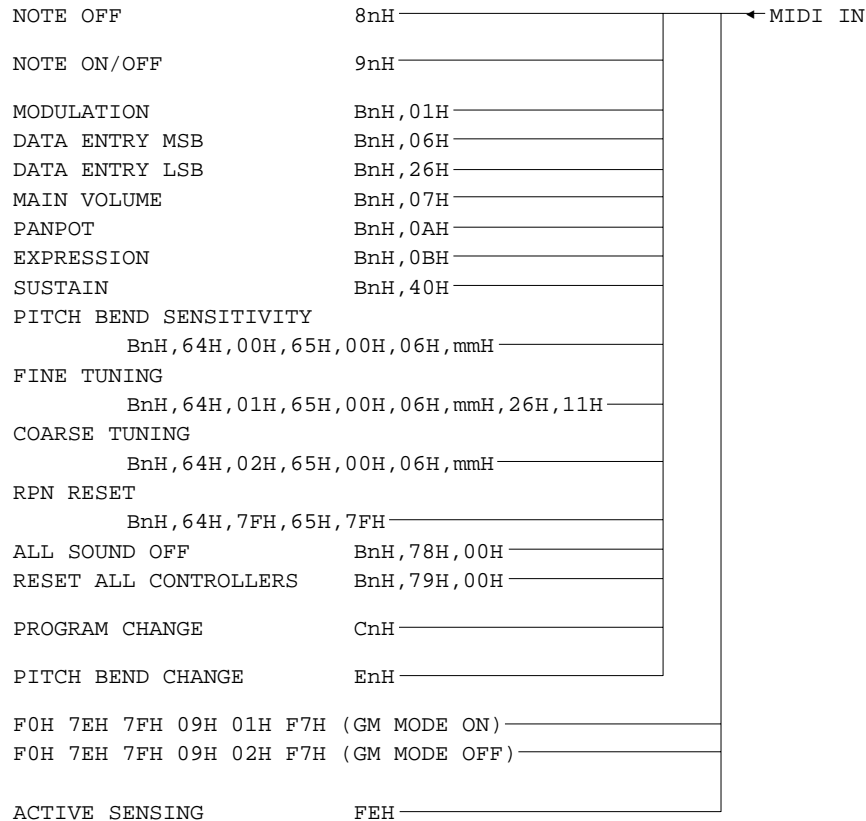 NOTE OFF 8nH MIDI IN
NOTE ON/OFF 9nH
MODULATION BnH,01H
DATA ENTRY MSB BnH,06H
DATA ENTRY LSB BnH,26H
MAIN VOLUME BnH,07H
PANPOT BnH,0AH
EXPRESSION BnH,0BH
SUSTAIN BnH,40H
PITCH BEND SENSITIVITY
BnH,64H,00H,65H,00H,06H,mmH
FINE TUNING
BnH,64H,01H,65H,00H,06H,mmH,26H,11H
COARSE TUNING
BnH,64H,02H,65H,00H,06H,mmH
RPN RESET
BnH,64H,7FH,65H,7FH
ALL SOUND OFF BnH,78H,00H
RESET ALL CONTROLLERS BnH,79H,00H
PROGRAM CHANGE CnH
PITCH BEND CHANGE EnH
F0H 7EH 7FH 09H 01H F7H (GM MODE ON)
F0H 7EH 7FH 09H 02H F7H (GM MODE OFF)
ACTIVE SENSING FEH